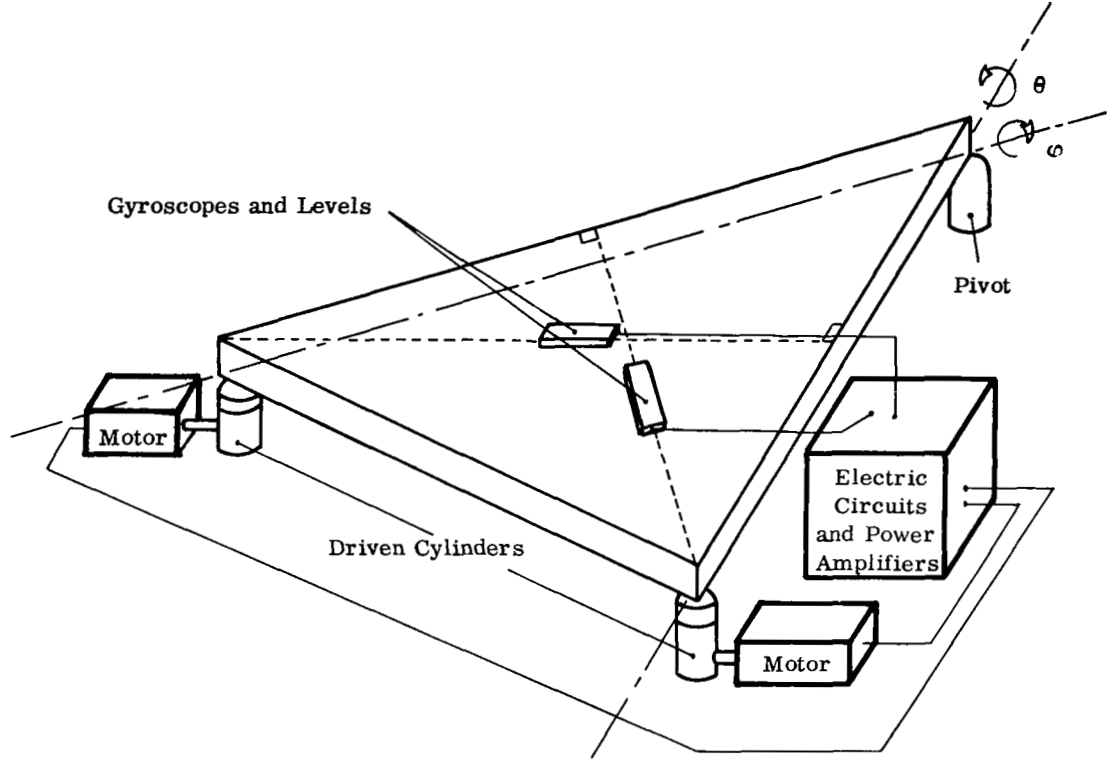 θ
φ
Gyroscopes and Levels
Pivot
Motor
Electric
Circuits
and Power
Amplifiers
Driven Cylinders
Motor